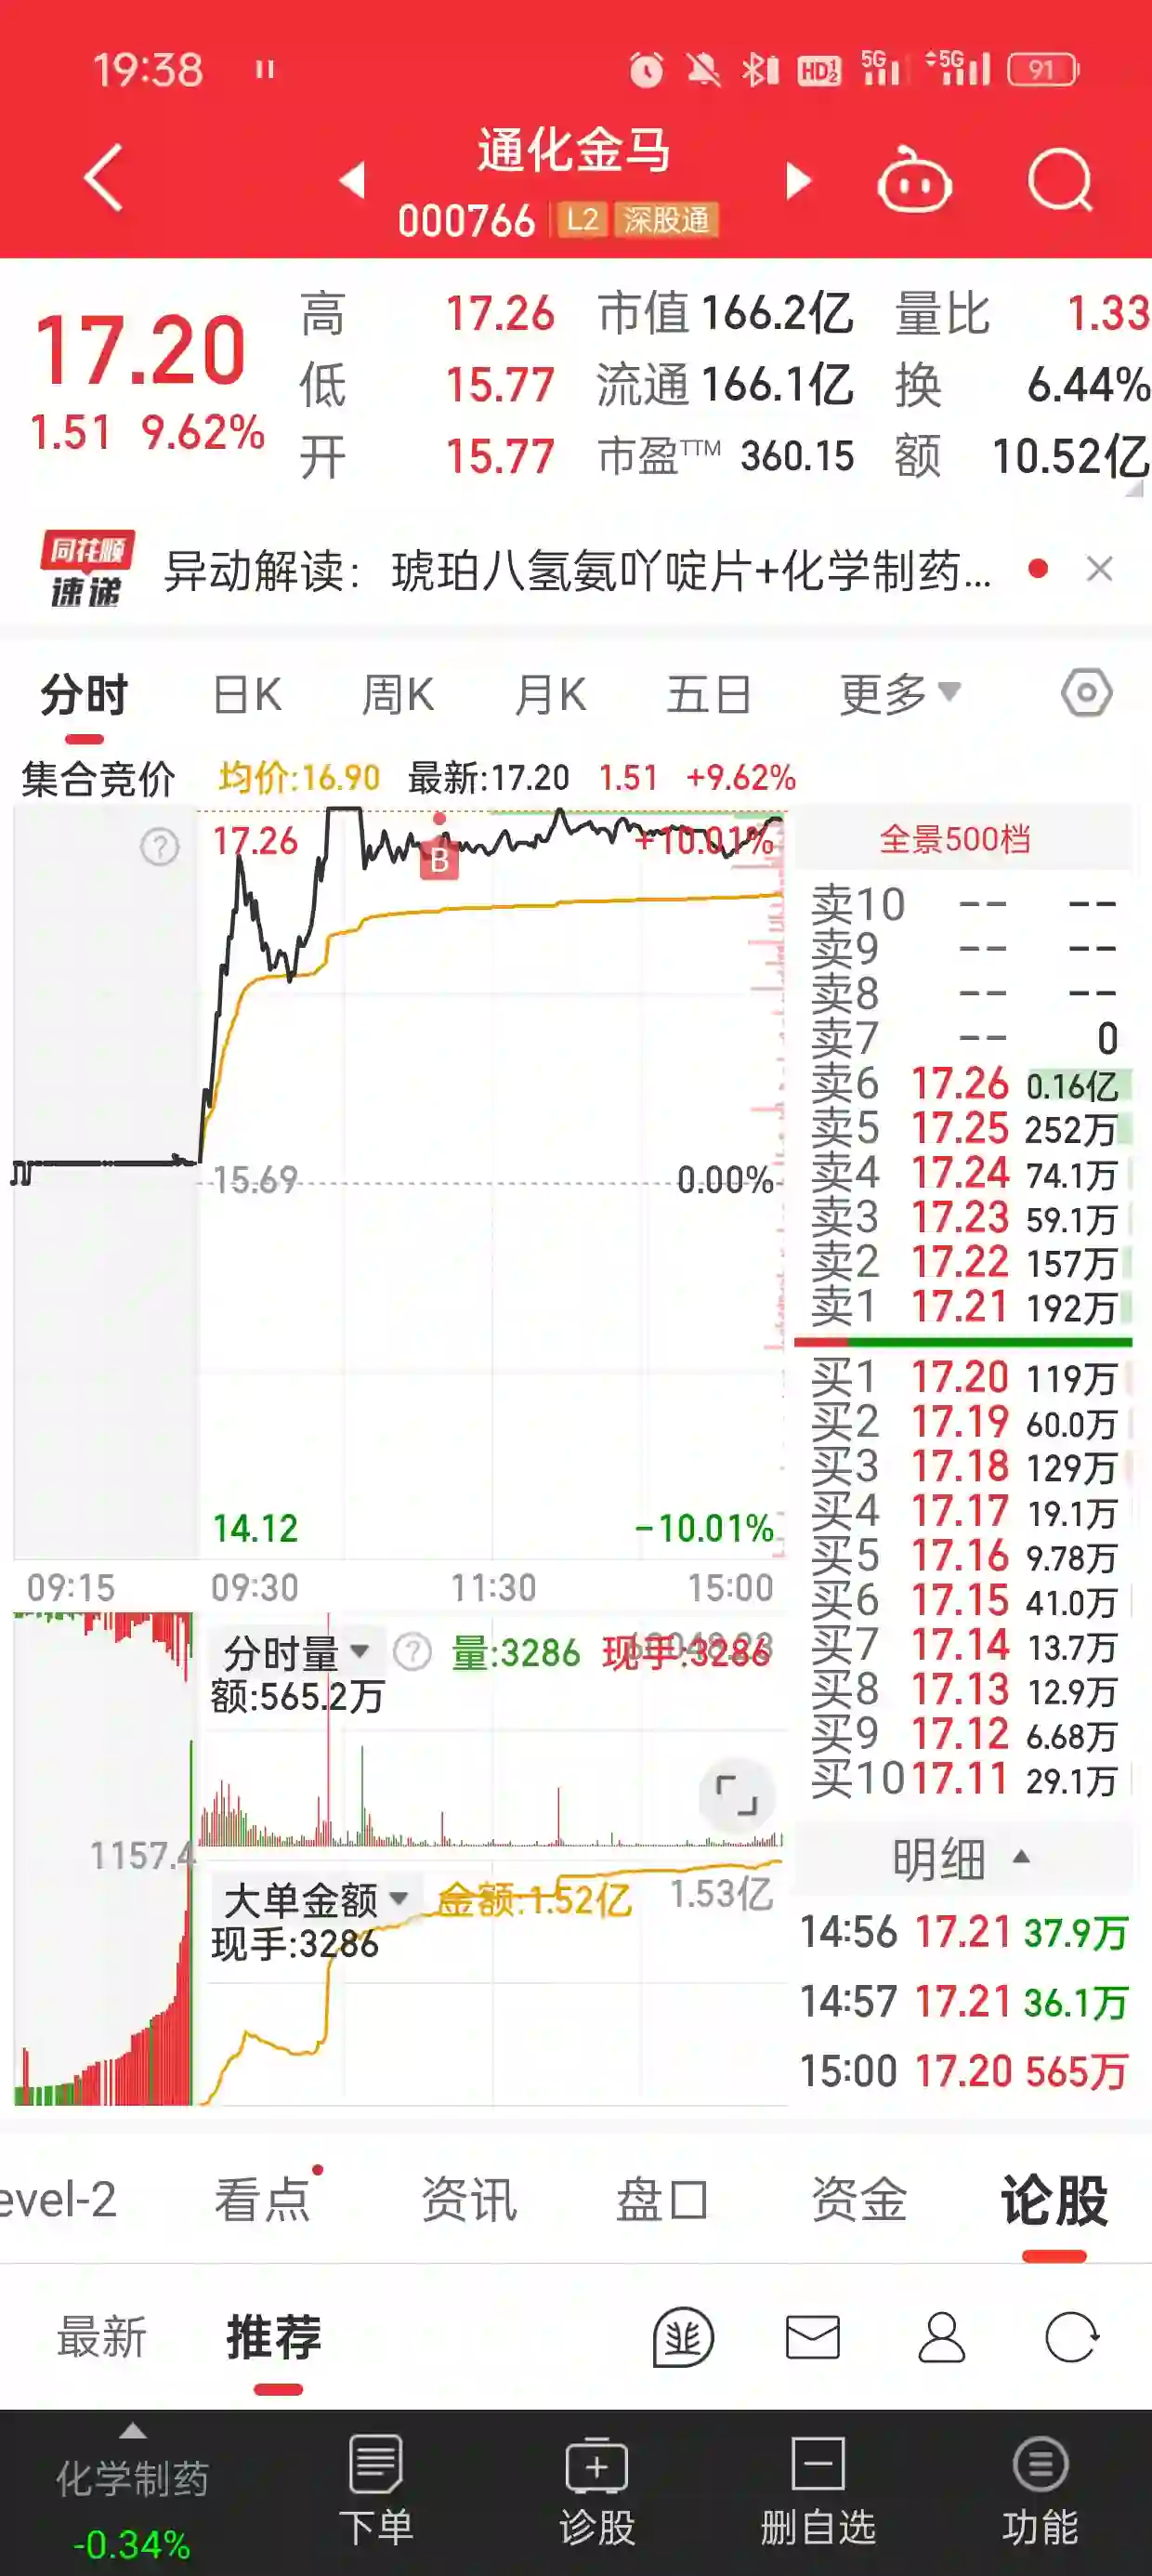 19:38
HD 1 2 5G 5G 91
通化金马
000766 L2 深股通
17.20
1.51 9.62%
高 17.26 市值 166.2亿 量比 1.33
低 15.77 流通 166.1亿 换 6.44%
开 15.77 市盈TTM 360.15 额 10.52亿
同花顺
速递
异动解读：琥珀八氢氨吖啶片+化学制药...
分时 日K 周K 月K 五日 更多
集合竞价 均价:16.90 最新:17.20 1.51 +9.62%
17.26 +10.01%
B
15.69 0.00%
14.12 -10.01%
09:15 09:30 11:30 15:00
分时量 量:3286 现手:3286
额:565.2万
1157.4
大单金额 金额:1.52亿 1.53亿
现手:3286
全景500档
卖10 -- --
卖9 -- --
卖8 -- --
卖7 -- 0
卖6 17.26 0.16亿
卖5 17.25 252万
卖4 17.24 74.1万
卖3 17.23 59.1万
卖2 17.22 157万
卖1 17.21 192万
买1 17.20 119万
买2 17.19 60.0万
买3 17.18 129万
买4 17.17 19.1万
买5 17.16 9.78万
买6 17.15 41.0万
买7 17.14 13.7万
买8 17.13 12.9万
买9 17.12 6.68万
买10 17.11 29.1万
明细
14:56 17.21 37.9万
14:57 17.21 36.1万
15:00 17.20 565万
evel-2 看点 资讯 盘口 资金 论股
最新 推荐
化学制药
-0.34%
下单 诊股 删自选 功能